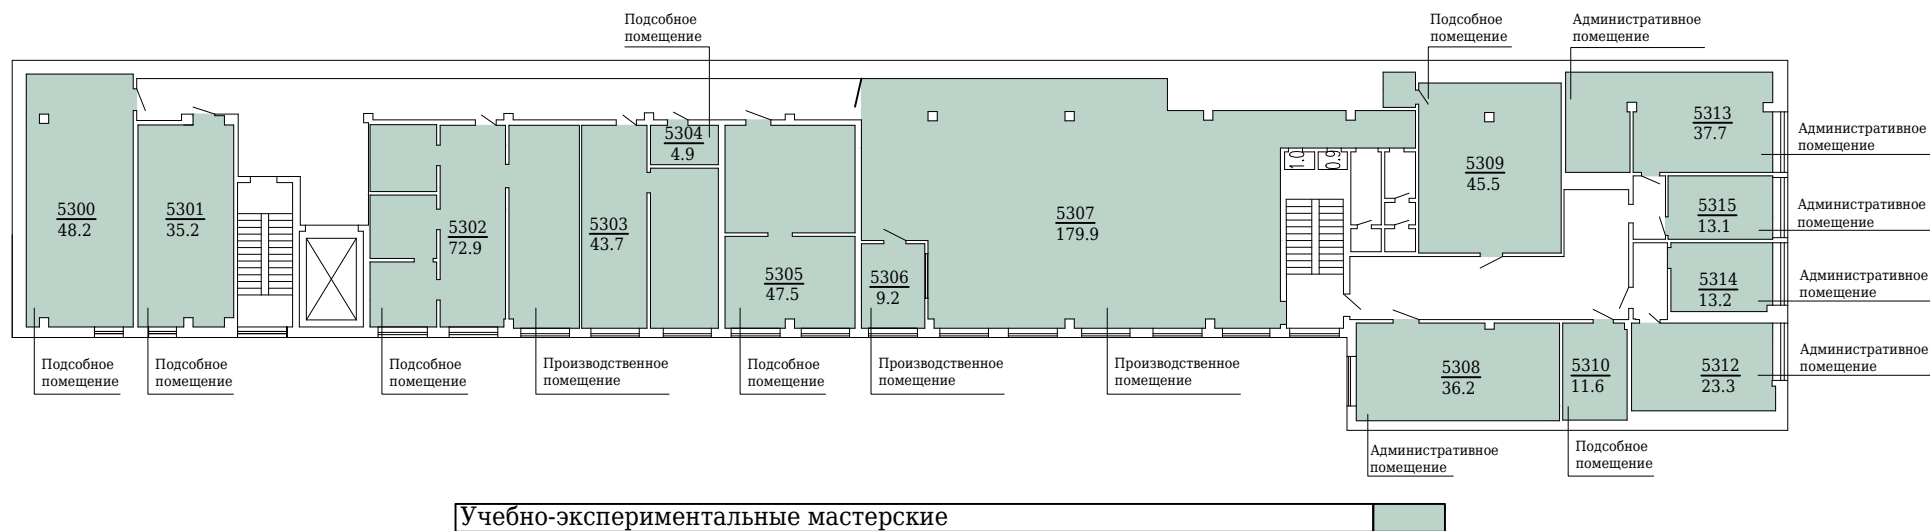 Подсобное
помещение
Подсобное
помещение
Административное
помещение
5300
48.2
5301
35.2
5302
72.9
5303
43.7
5304
4.9
5305
47.5
5306
9.2
5307
179.9
1.0
0.9
5309
45.5
5313
37.7
Административное
помещение
5315
13.1
Административное
помещение
5314
13.2
Административное
помещение
5308
36.2
5310
11.6
5312
23.3
Административное
помещение
Подсобное
помещение
Подсобное
помещение
Подсобное
помещение
Производственное
помещение
Подсобное
помещение
Производственное
помещение
Производственное
помещение
Административное
помещение
Подсобное
помещение
Учебно-экспериментальные мастерские